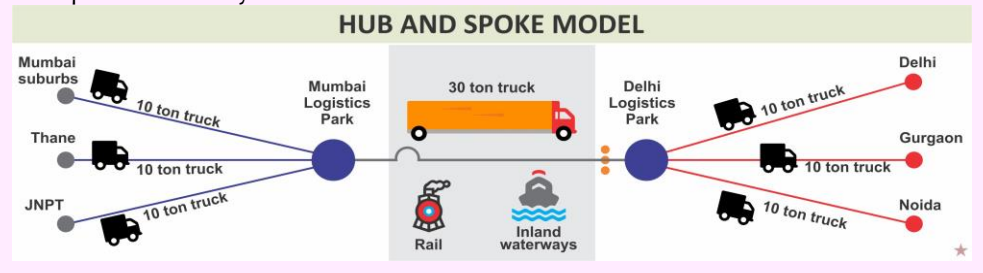 HUB AND SPOKE MODEL
Mumbai
suburbs
10 ton truck
Thane
10 ton truck
JNPT
10 ton truck
Mumbai
Logistics
Park
30 ton truck
Rail
Inland
waterways
Delhi
Logistics
Park
10 ton truck
Delhi
10 ton truck
Gurgaon
10 ton truck
Noida